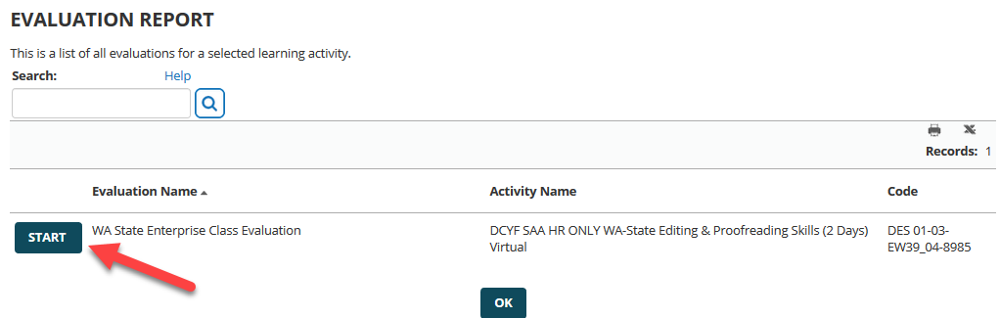 EVALUATION REPORT
This is a list of all evaluations for a selected learning activity.
Search: Help
Records: 1
Evaluation Name Activity Name Code
START WA State Enterprise Class Evaluation DCYF SAA HR ONLY WA-State Editing & Proofreading Skills (2 Days) DES 01-03-
Virtual EW39_04-8985
OK